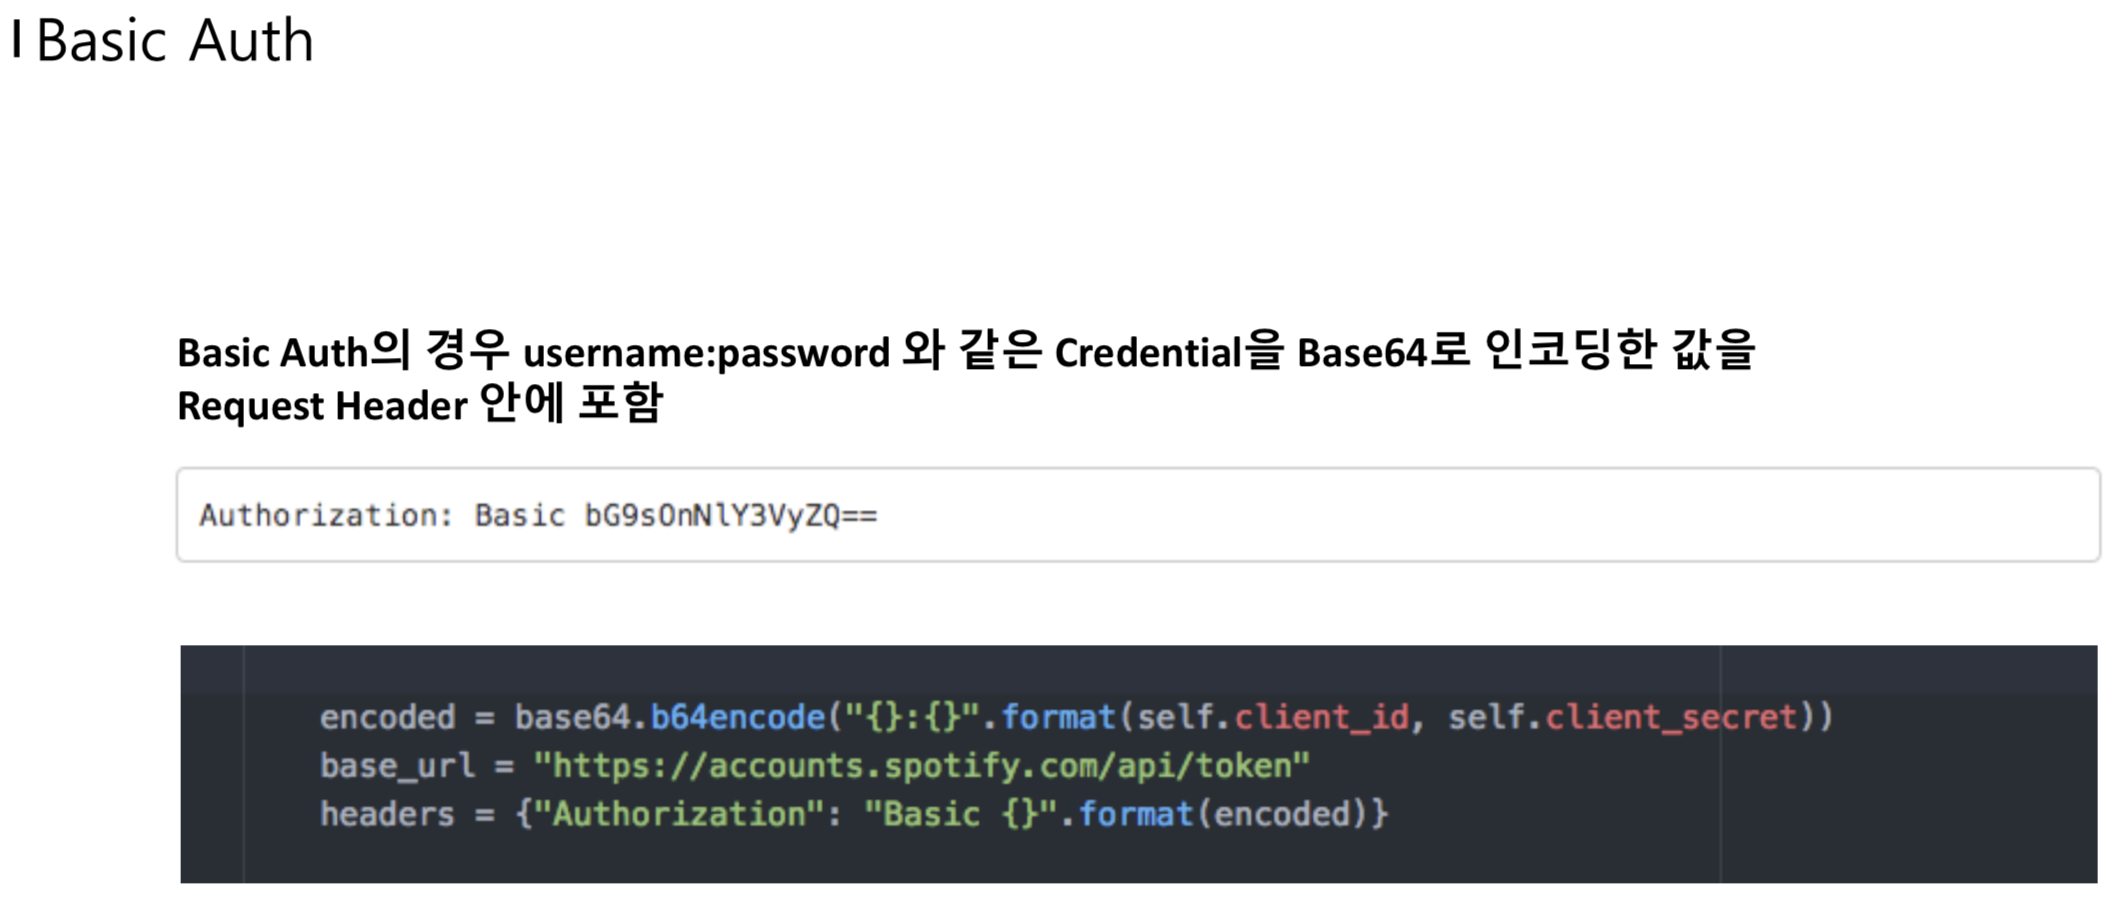 Basic Auth
Basic Auth의 경우 username:password 와 같은 Credential을 Base64로 인코딩한 값을
Request Header 안에 포함
Authorization: Basic bG9sOnNlY3VyZQ==
encoded = base64.b64encode("{}:{}".format(self.client_id, self.client_secret))
base_url = "https://accounts.spotify.com/api/token"
headers = {"Authorization": "Basic {}".format(encoded)}